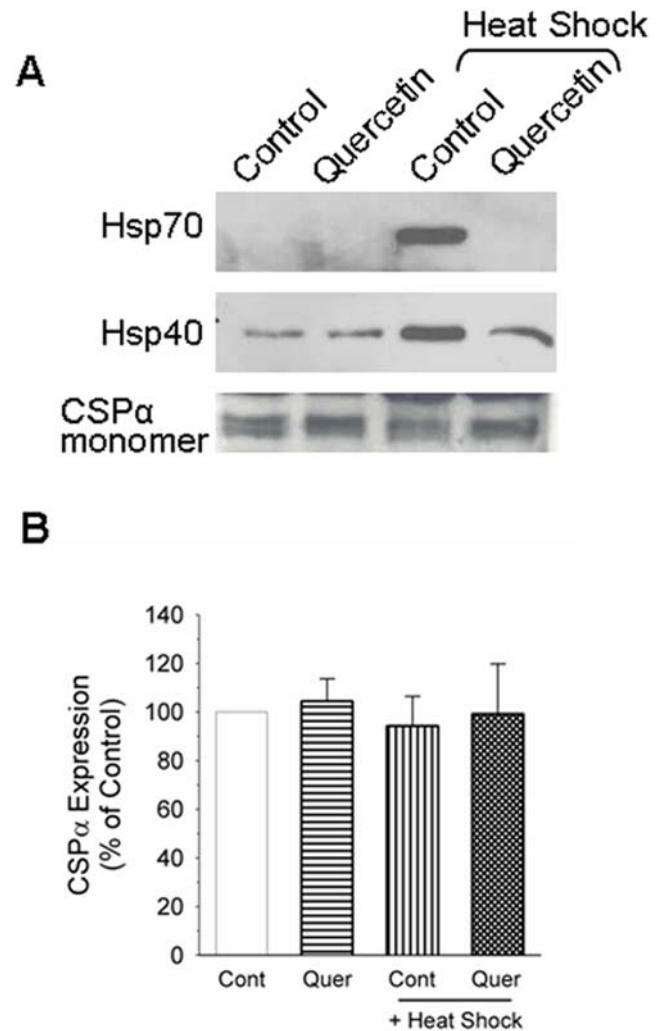 Heat Shock
A
Control
Quercetin
Control
Quercetin
Hsp70
Hsp40
CSPα
monomer
B
140
120
100
80
60
40
20
0
CSPα Expression
(% of Control)
Cont
Quer
Cont
Quer
+ Heat Shock